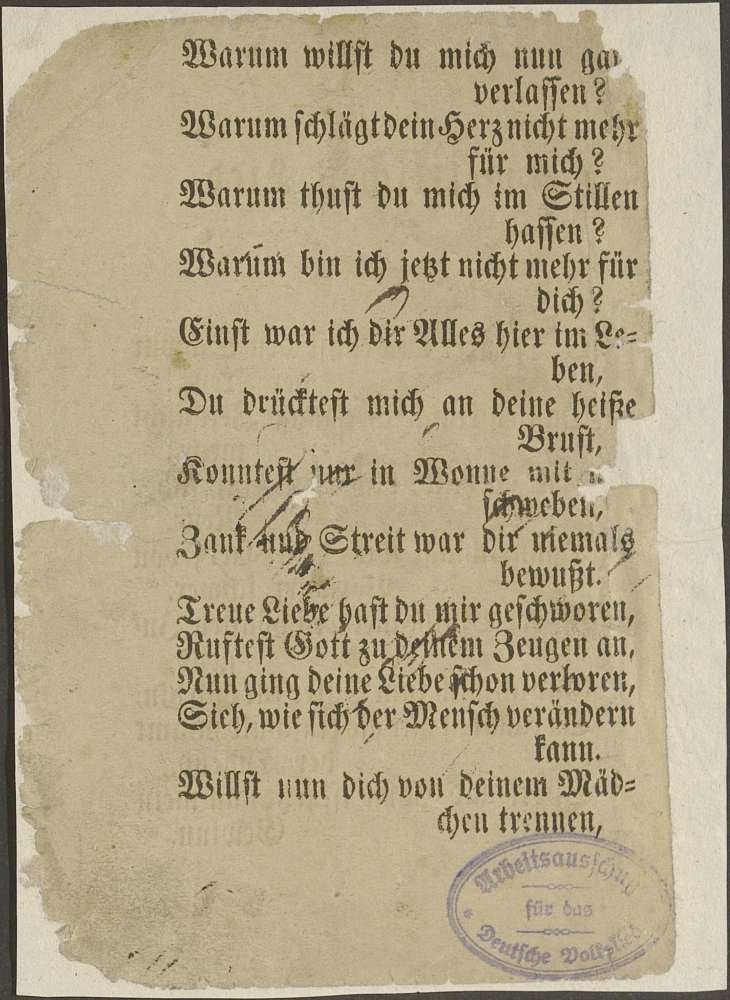 Warum willst du mich nun
verlassen?
Warum schlägt dein Herz nicht mehr
für mich?
Warum thust du mich im Stillen
hassen?
Warum bin ich jetzt nicht mehr für
dich?
Einst war ich dir Alles hier im Le-
ben,
Du drücktest mich an deine heiße
Brust,
Konntest nur in Wonne mit
schweben,
Zank und Streit war dir niemals
bewußt.
Treue Liebe hast du mir geschworen,
Ruftest Gott zu deinem Zeugen an,
Nun ging deine Liebe schon verloren,
Sieh, wie sich der Mensch verändern
kann.
Willst nun dich von deinem Mäd-
chen trennen,
Arbeitsausschuß
für das
Deutsche Volkslied